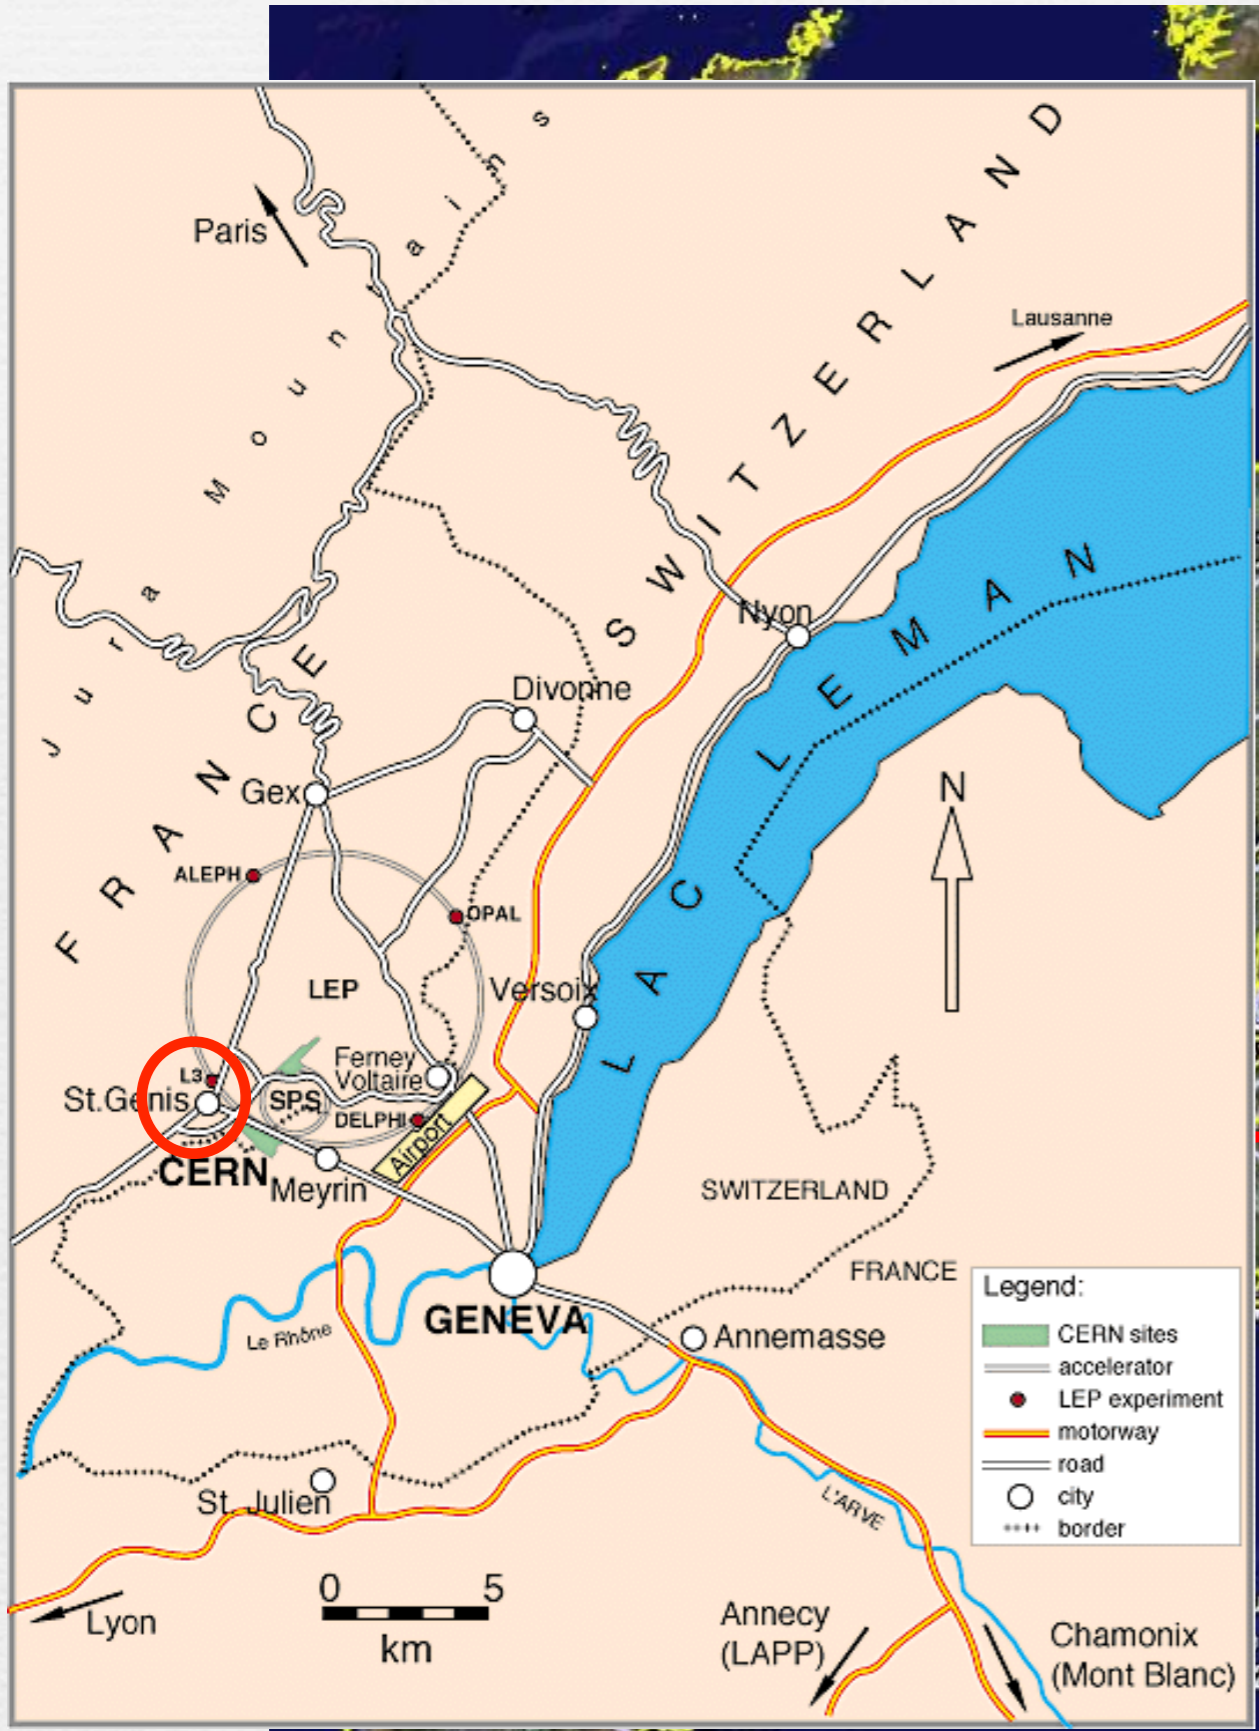 Jura Mountains
FRANCE
SWITZERLAND
Paris
Lausanne
Nyon
LAC LEMAN
Divonne
Gex
N
ALEPH
OPAL
LEP
Versoix
Ferney
Voltaire
L3
St.Genis
SPS
DELPHI
Airport
CERN
Meyrin
SWITZERLAND
FRANCE
GENEVA
Le Rhône
Annemasse
Legend:
CERN sites
accelerator
LEP experiment
motorway
road
city
border
St. Julien
L'ARVE
0 5
km
Lyon
Annecy
(LAPP)
Chamonix
(Mont Blanc)